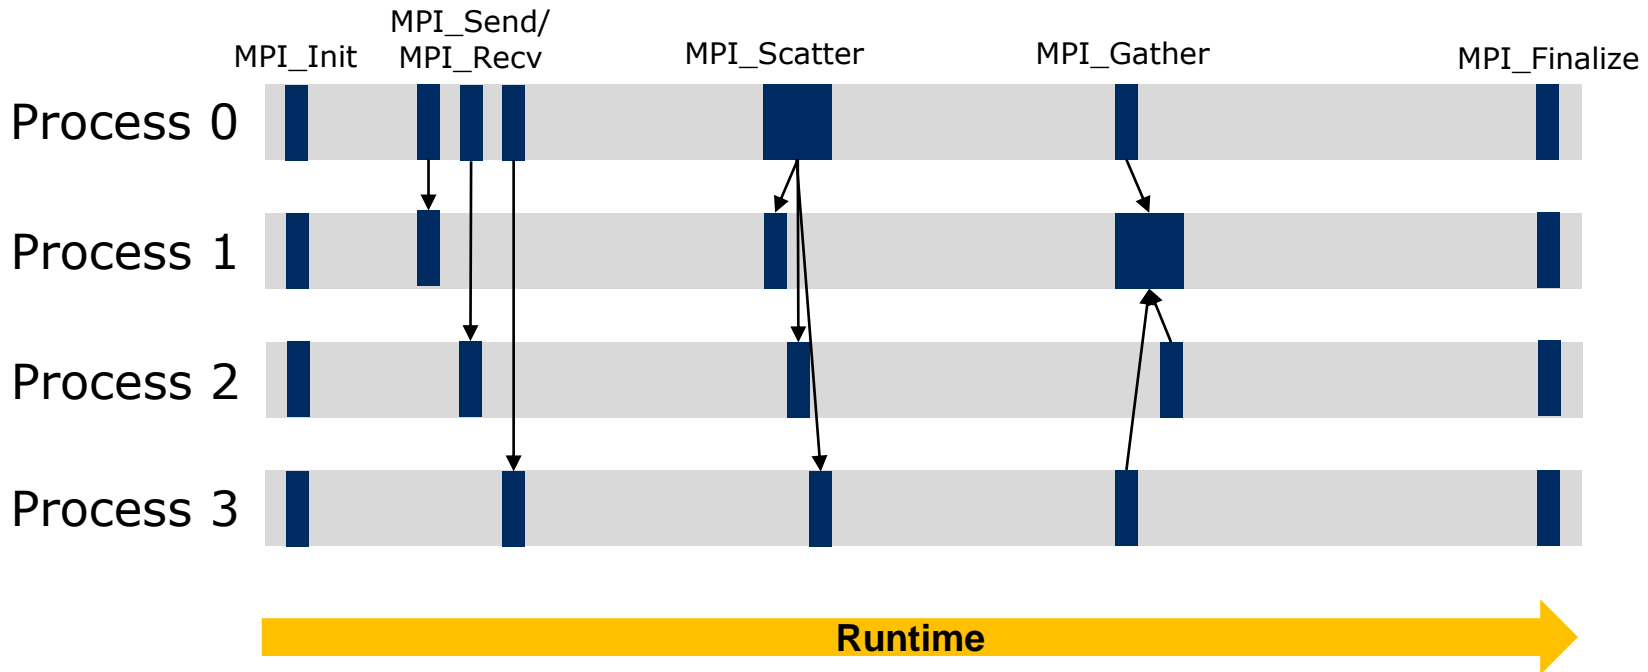 MPI_Send/
MPI_Init MPI_Recv MPI_Scatter MPI_Gather MPI_Finalize
Process 0
Process 1
Process 2
Process 3
Runtime